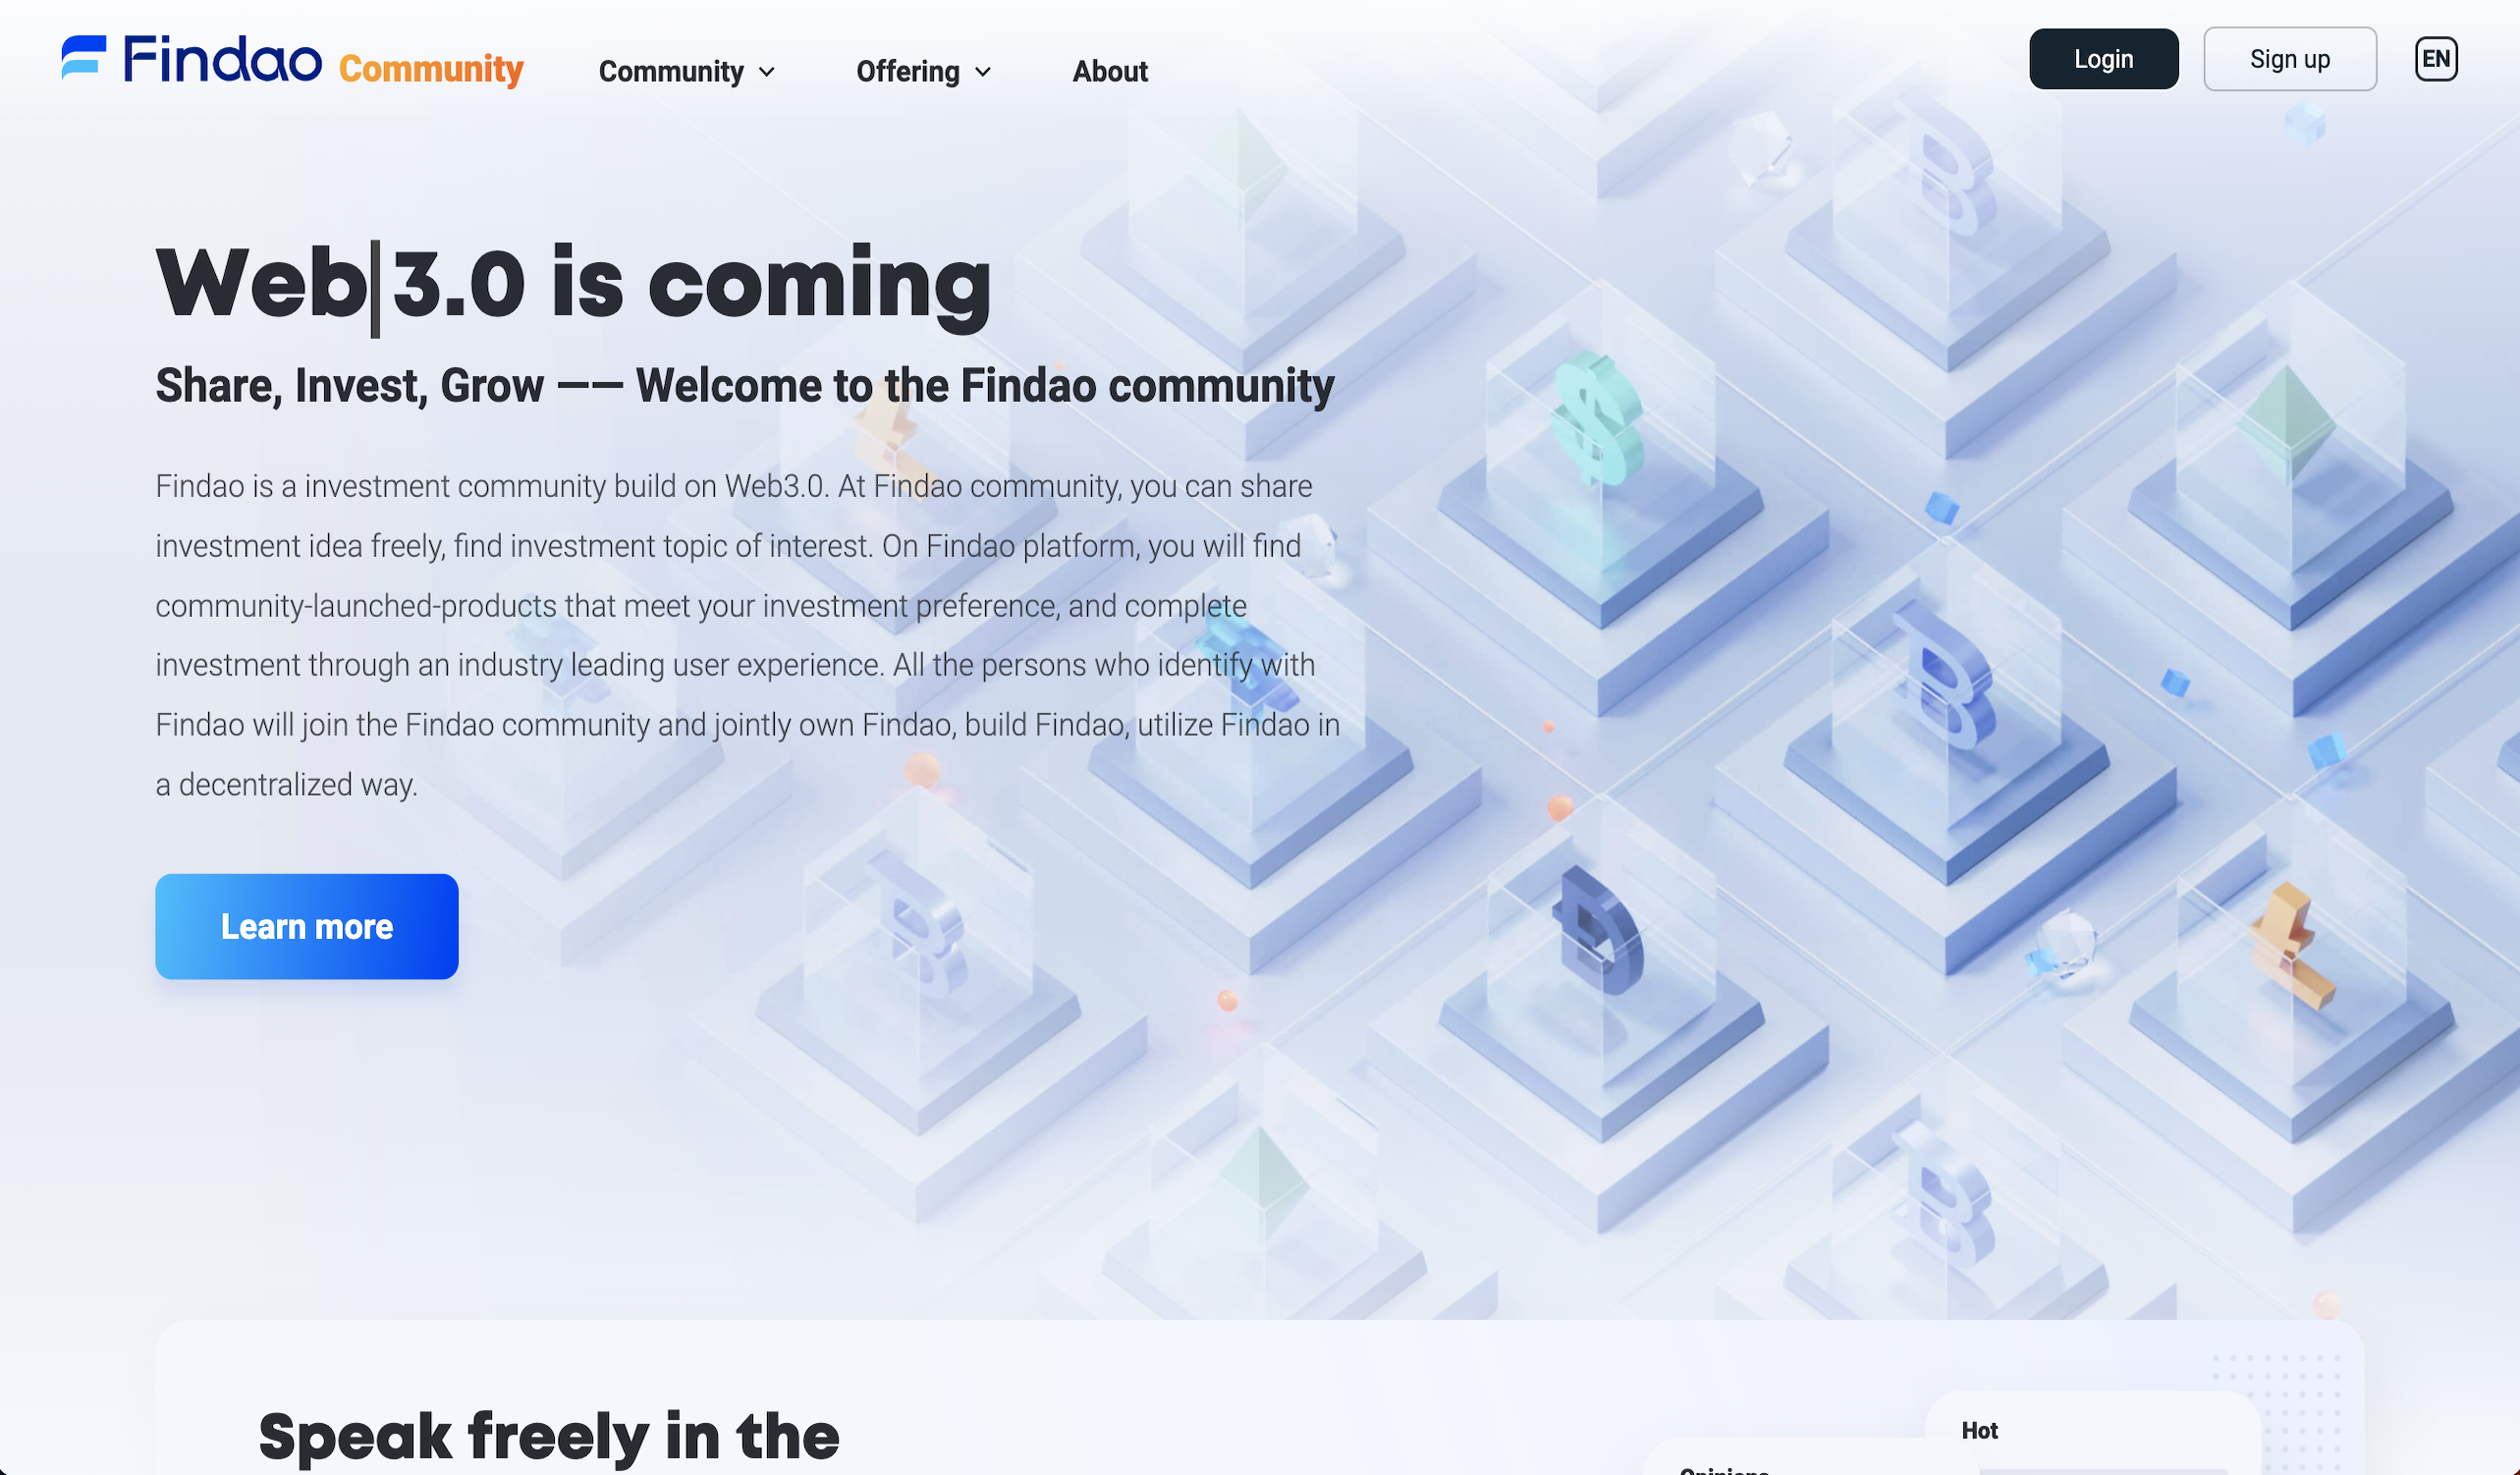 Findao Community
Community
Offering
About
Login
Sign up
EN
Web 3.0 is coming
Share, Invest, Grow —— Welcome to the Findao community
Findao is a investment community build on Web3.0. At Findao community, you can share
investment idea freely, find investment topic of interest. On Findao platform, you will find
community-launched-products that meet your investment preference, and complete
investment through an industry leading user experience. All the persons who identify with
Findao will join the Findao community and jointly own Findao, build Findao, utilize Findao in
a decentralized way.
Learn more
Speak freely in the
Hot
Opinions